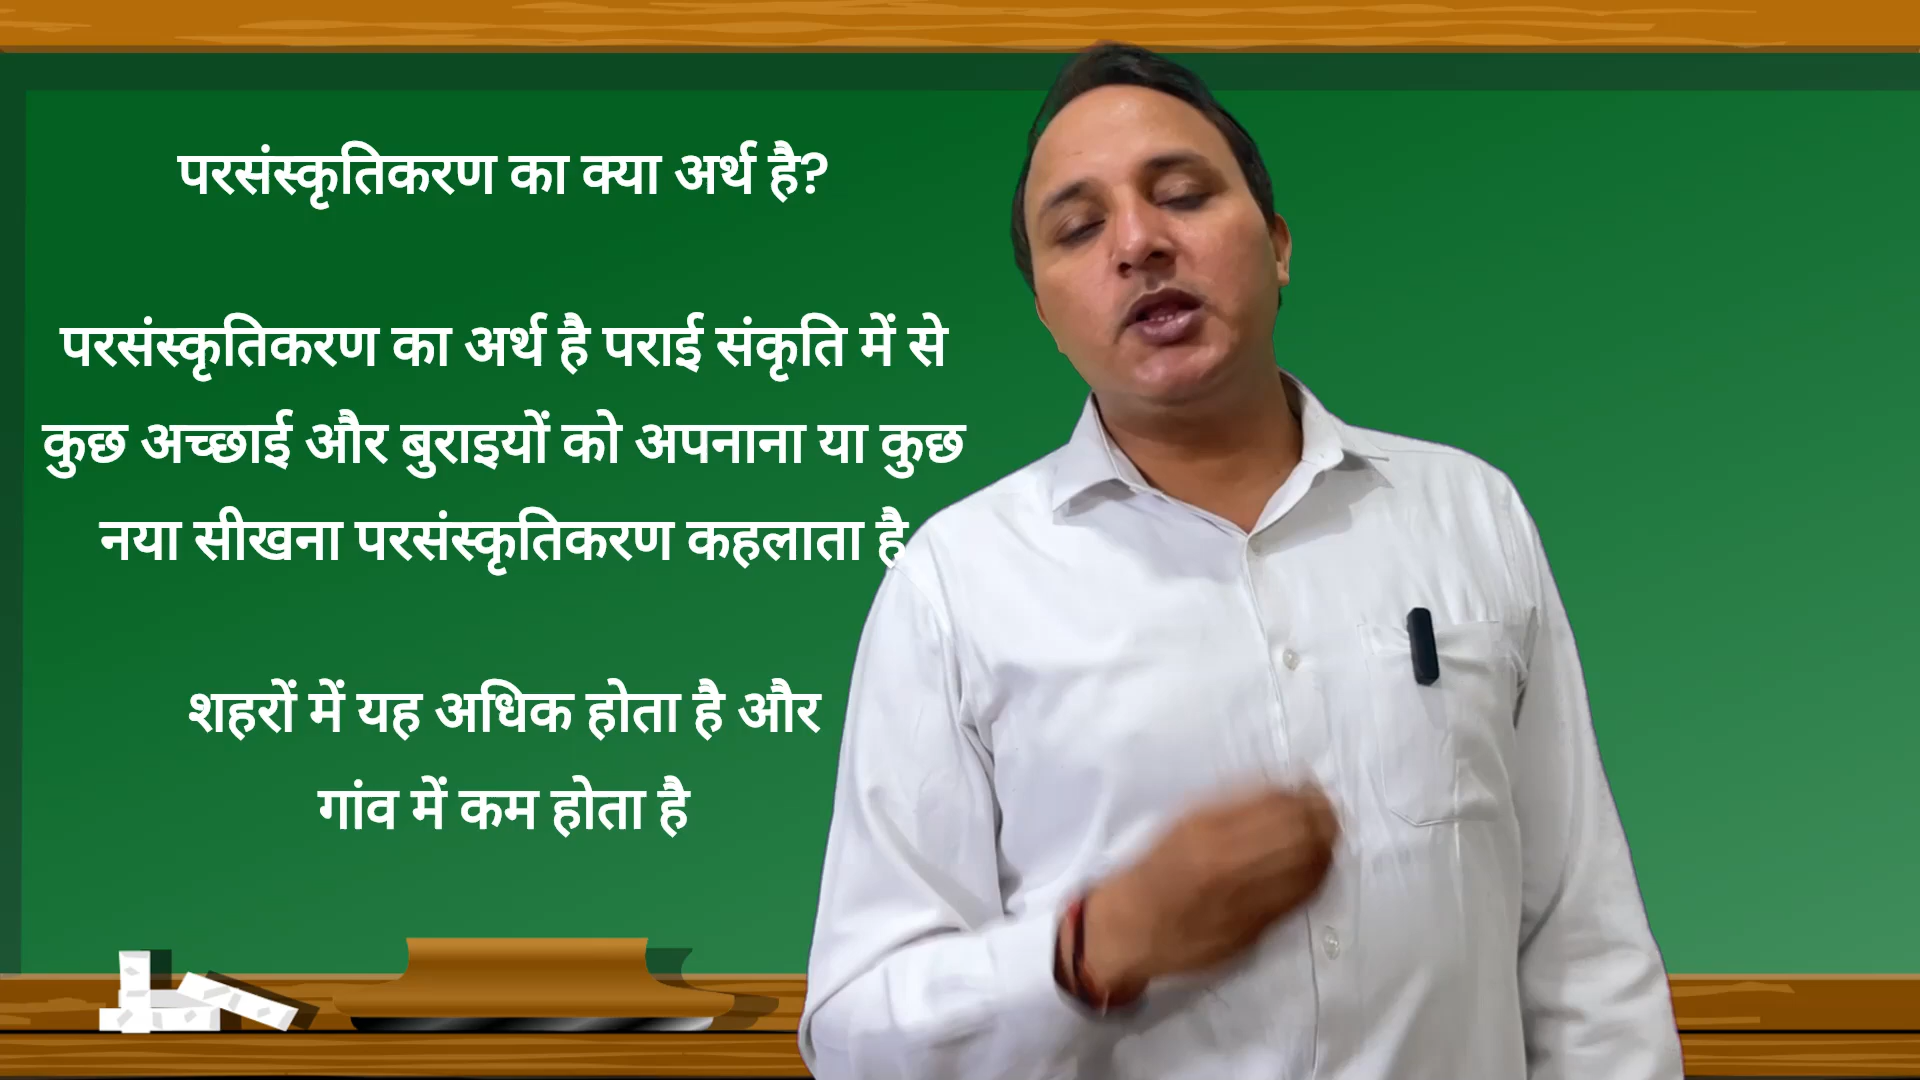 परसंस्कृतिकरण का क्या अर्थ है?
परसंस्कृतिकरण का अर्थ है पराई संकृति में से
कुछ अच्छाई और बुराइयों को अपनाना या कुछ
नया सीखना परसंस्कृतिकरण कहलाता है
शहरों में यह अधिक होता है और
गांव में कम होता है